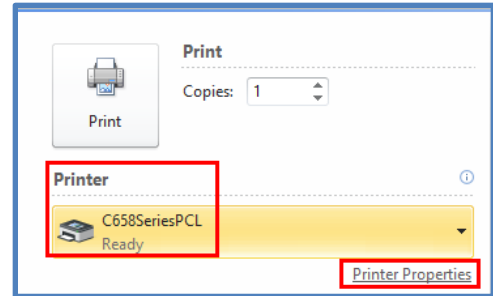 Print
Copies: 1
Print
Printer
C658SeriesPCL
Ready
Printer Properties